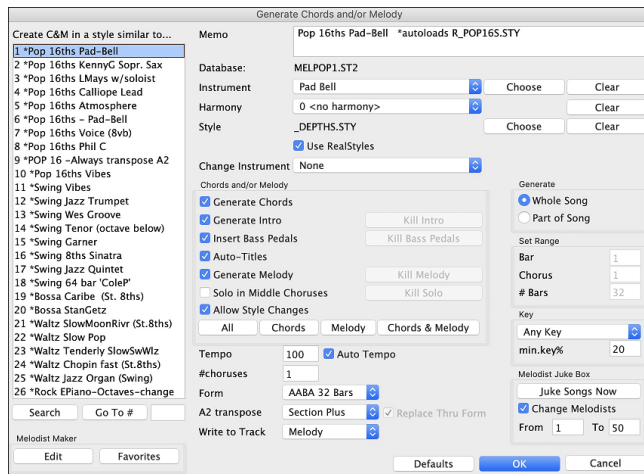 Generate Chords and/or Melody
Create C&M in a style similar to...
1 *Pop 16ths Pad-Bell
2 *Pop 16ths KennyG Sopr. Sax
3 *Pop 16ths LMays w/soloist
4 *Pop 16ths Calliope Lead
5 *Pop 16ths Atmosphere
6 *Pop 16ths - Pad-Bell
7 *Pop 16ths Voice (8vb)
8 *Pop 16ths Phil C
9 *POP 16 -Always transpose A2
10 *Pop 16ths Vibes
11 *Swing Vibes
12 *Swing Jazz Trumpet
13 *Swing Wes Groove
14 *Swing Tenor (octave below)
15 *Swing Garner
16 *Swing 8ths Sinatra
17 *Swing Jazz Quintet
18 *Swing 64 bar 'ColeP'
19 *Bossa Caribe (St. 8ths)
20 *Bossa StanGetz
21 *Waltz SlowMoonRivr (St.8ths)
22 *Waltz Slow Pop
23 *Waltz Tenderly SlowSwWlz
24 *Waltz Chopin fast (St.8ths)
25 *Waltz Jazz Organ (Swing)
26 *Rock EPiano-Octaves-change
Search Go To #
Melodist Maker
Edit Favorites
Memo Pop 16ths Pad-Bell *autoloads R_POP16S.STY
Database: MELPOP1.ST2
Instrument Pad Bell Choose Clear
Harmony 0 <no harmony> Clear
Style _DEPTHS.STY Choose Clear
Use RealStyles
Change Instrument None
Chords and/or Melody
Generate Chords
Generate Intro Kill Intro
Insert Bass Pedals Kill Bass Pedals
Auto-Titles
Generate Melody Kill Melody
Solo in Middle Choruses Kill Solo
Allow Style Changes
All Chords Melody Chords & Melody
Tempo 100 Auto Tempo
#choruses 1
Form AABA 32 Bars
A2 transpose Section Plus Replace Thru Form
Write to Track Melody
Generate
Whole Song
Part of Song
Set Range
Bar 1
Chorus 1
# Bars 32
Key
Any Key
min.key% 20
Melodist Juke Box
Juke Songs Now
Change Melodists
From 1 To 50
Defaults OK Cancel